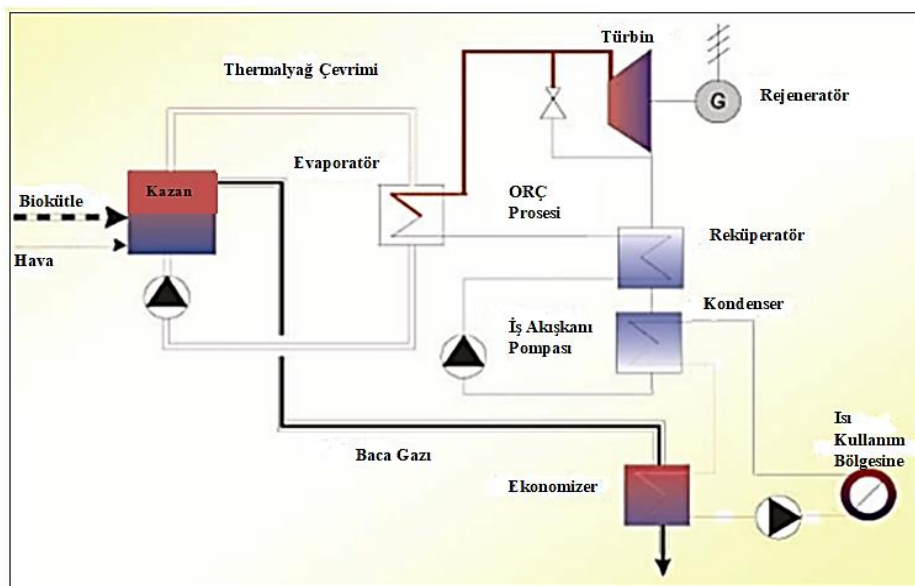 Türbin
Thermalyağ Çevrimi
G
Rejeneratör
Evaporatör
Kazan
Biokütle
ORÇ
Prosesi
Reküperatör
Hava
Kondenser
İş Akışkanı
Pompası
Isı
Kullanım
Bölgesine
Baca Gazı
Ekonomizer